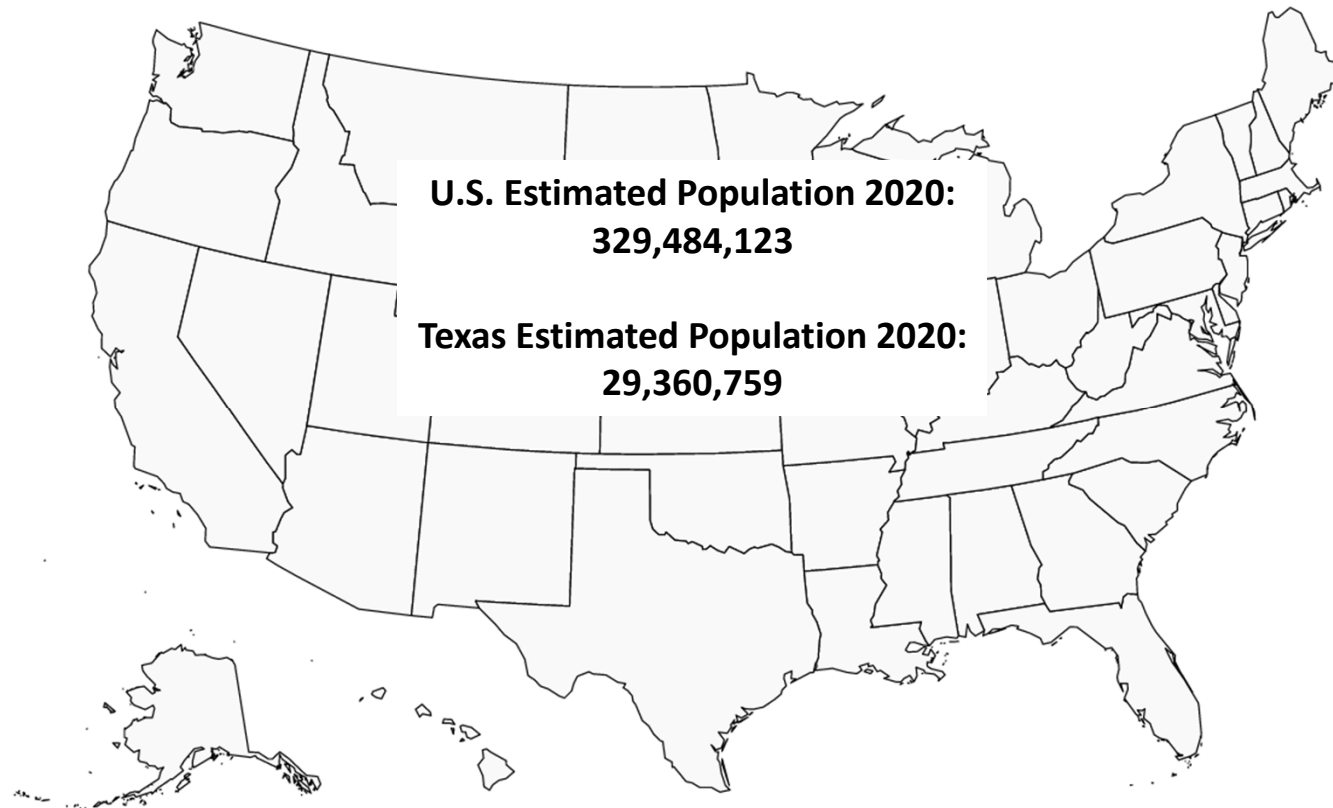 U.S. Estimated Population 2020:
329,484,123
Texas Estimated Population 2020:
29,360,759